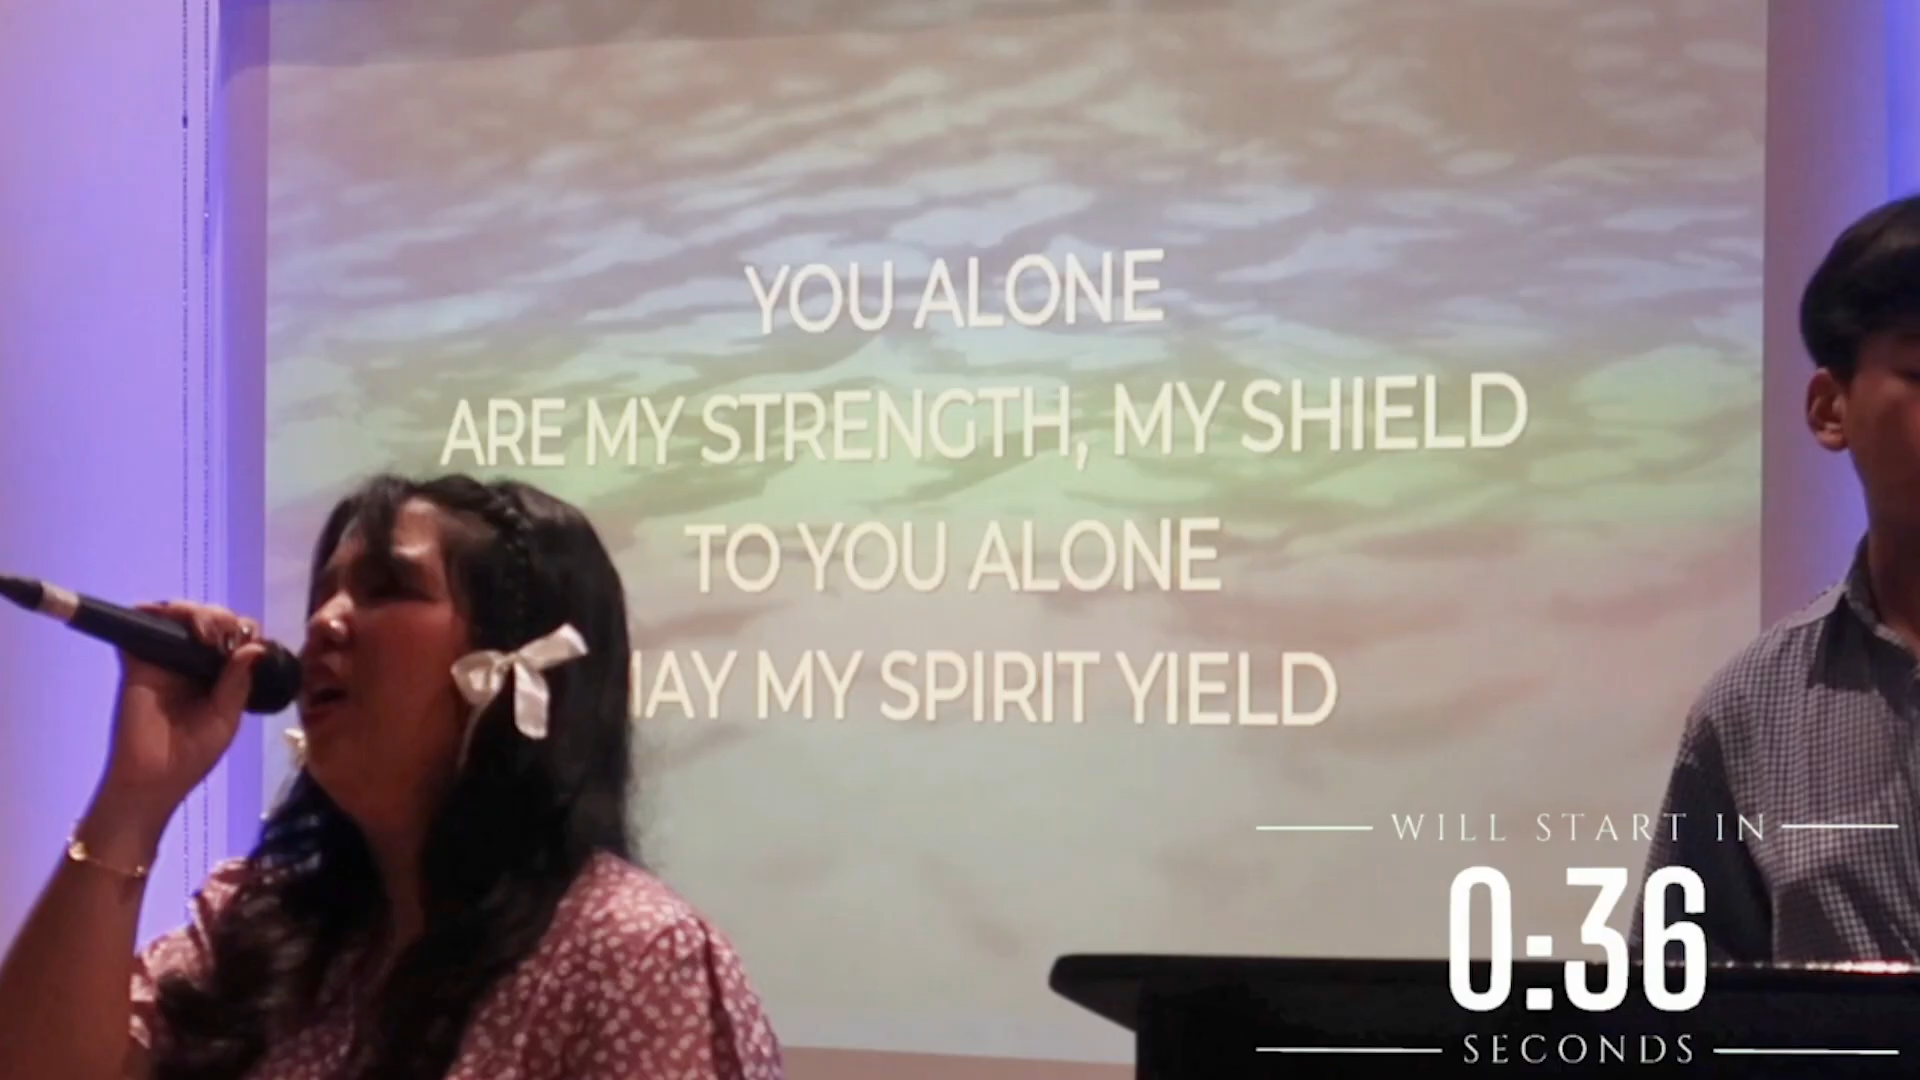 YOU ALONE
ARE MY STRENGTH, MY SHIELD
TO YOU ALONE
MY SPIRIT YIELD
WILL START IN
0:36
SECONDS